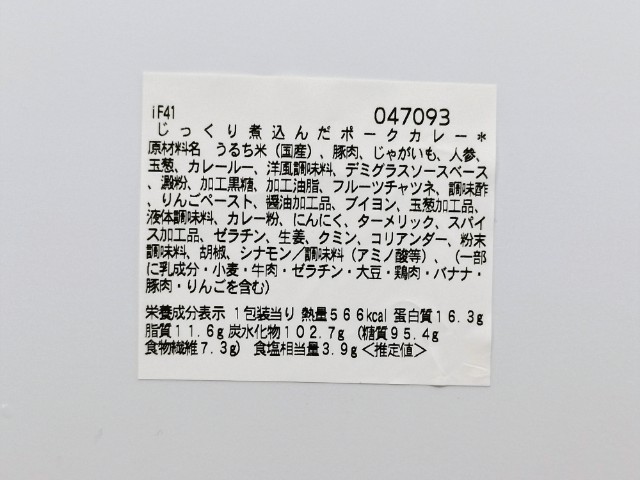 iF41 047093
じっくり煮込んだポークカレー*
原材料名 うるち米(国産)、豚肉、じゃがいも、人参、
玉葱、カレールー、洋風調味料、デミグラスソースベース
、澱粉、加工黒糖、加工油脂、フルーツチャツネ、調味酢
、りんごペースト、醤油加工品、ブイヨン、玉葱加工品、
液体調味料、カレー粉、にんにく、ターメリック、スパイ
ス加工品、ゼラチン、生姜、クミン、コリアンダー、粉末
調味料、胡椒、シナモン/調味料(アミノ酸等)、(一部
に乳成分・小麦・牛肉・ゼラチン・大豆・鶏肉・バナナ・
豚肉・りんごを含む)
栄養成分表示 1包装当り 熱量566kcal 蛋白質16.3g
脂質11.6g 炭水化物102.7g (糖質95.4g
食物繊維7.3g) 食塩相当量3.9g<推定値>